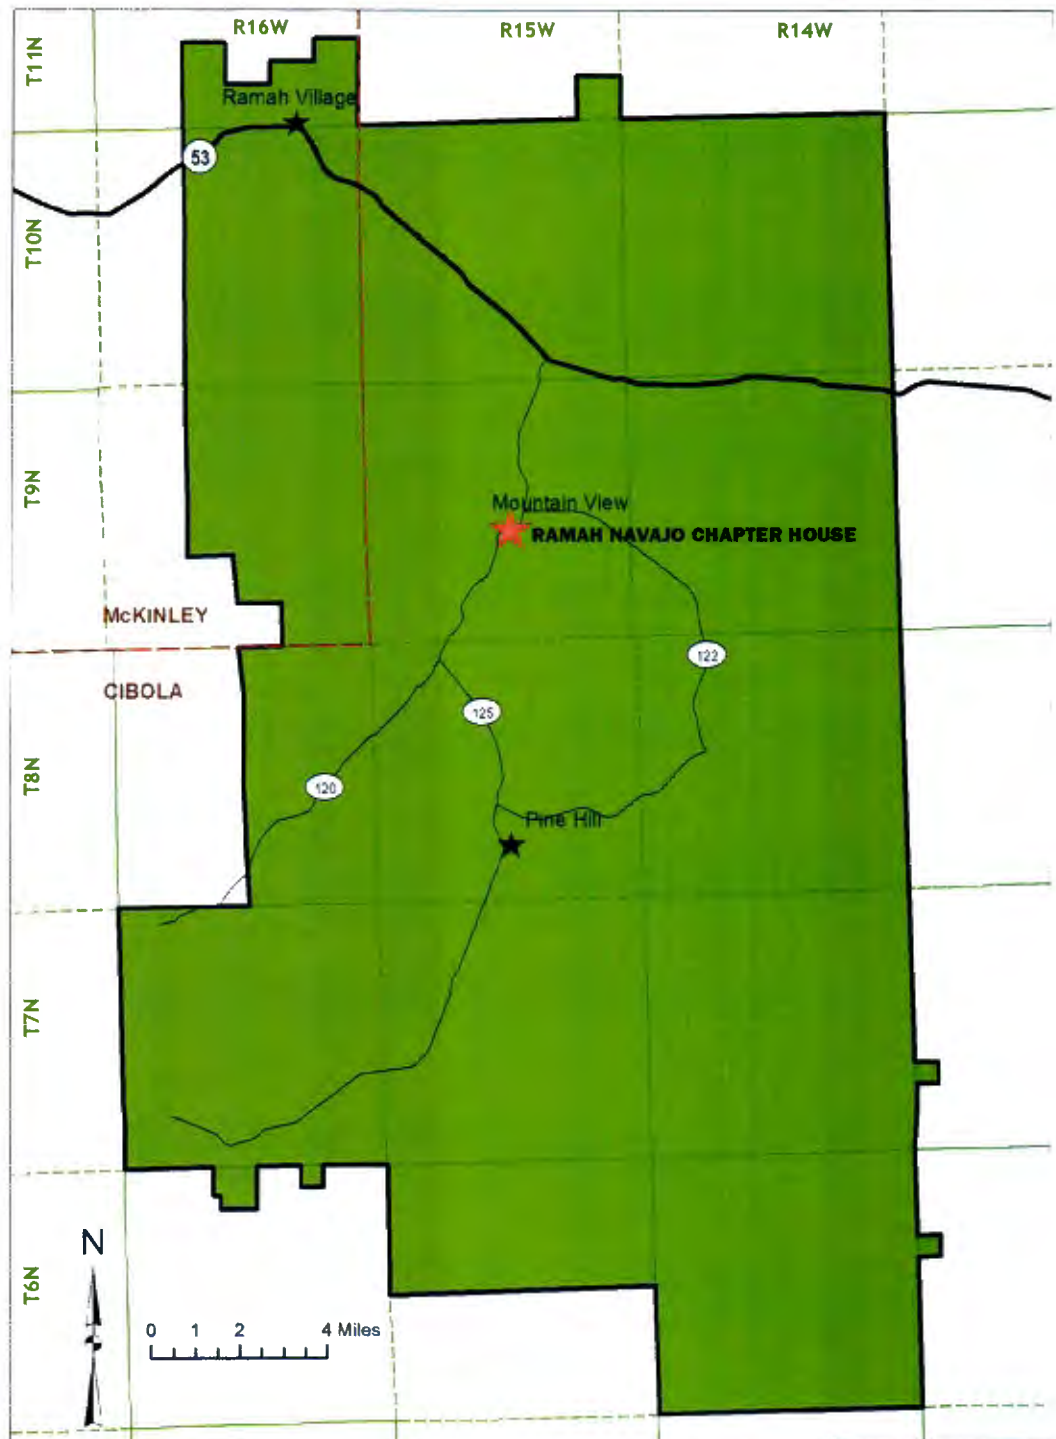 R16W
R15W
R14W
T11N
Ramah Village
53
T10N
T9N
Mountain View
RAMAH NAVAJO CHAPTER HOUSE
McKINLEY
122
CIBOLA
125
T8N
120
Pine Hill
T7N
N
T6N
0 1 2 4 Miles